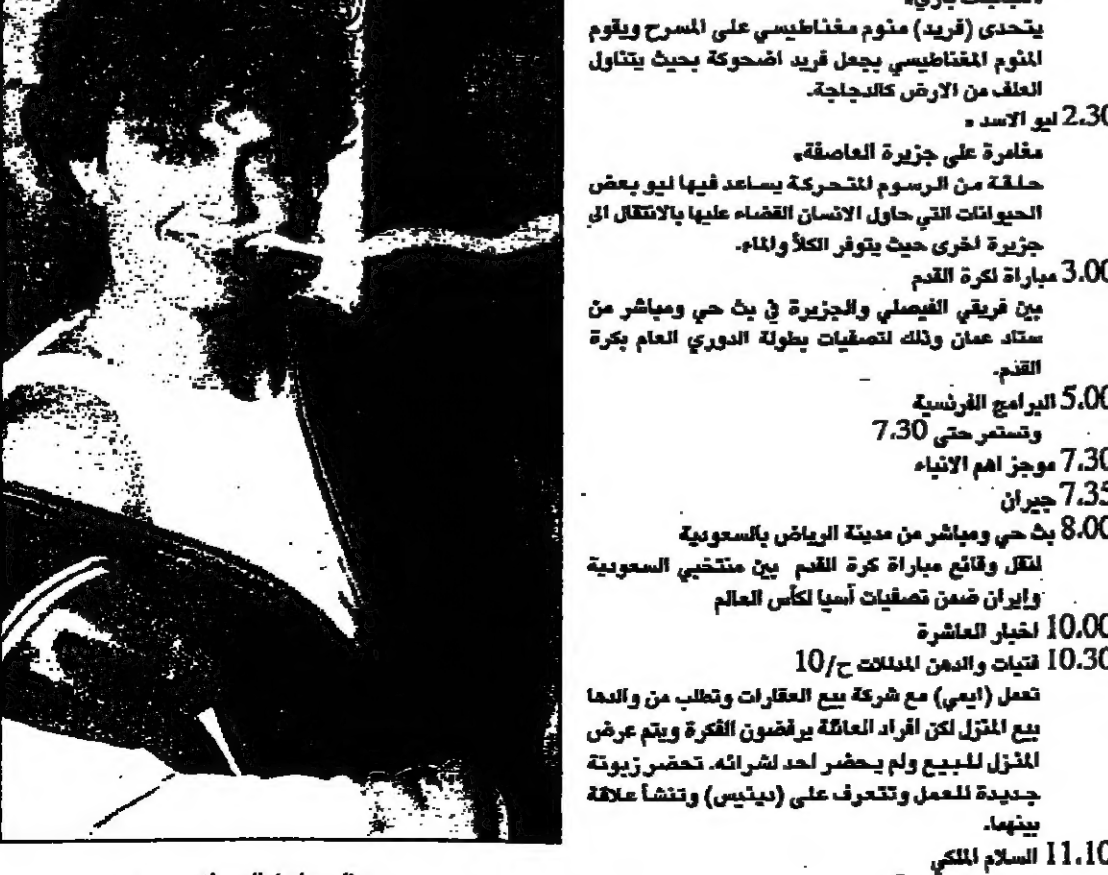 يتحدى (فريد) منوم مغناطيسي على المسرح ويقوم
المنوم المغناطيسي بجعل فريد اضحوكة بحيث يتناول
العلف من الارض كالدجاجة.
2.30 ليو الاسد
مغامرة على جزيرة العاصفة
حلقة من الرسوم المتحركة يساعد فيها ليو بعض
الحيوانات التي حاول الانسان القضاء عليها بالانتقال الى
جزيرة اخرى حيث يتوفر الكلأ والماء.
3.00 مباراة لكرة القدم
بين فريقي الفيصلي والجزيرة في بث حي ومباشر من
ستاد عمان وذلك لتصفيات بطولة الدوري العام بكرة
القدم.
5.00 البرامج الفرنسية
وتستمر حتى 7.30
7.30 موجز اهم الانباء
7.35 جيران
8.00 بث حي ومباشر من مدينة الرياض بالسعودية
لنقل وقائع مباراة كرة القدم بين منتخبي السعودية
وايران ضمن تصفيات آسيا لكأس العالم
10.00 اخبار العاشرة
10.30 فتيات والدهن المدللات ح/10
تعمل (ايمي) مع شركة بيع العقارات وتطلب من والدها
بيع المنزل لكن افراد العائلة يرفضون الفكرة ويتم عرض
المنزل للبيع ولم يحضر احد لشرائه. تحضر زبونة
جديدة للعمل وتتعرف على (دينيس) وتنشأ علاقة
بينهما.
11.10 السلام الملكي